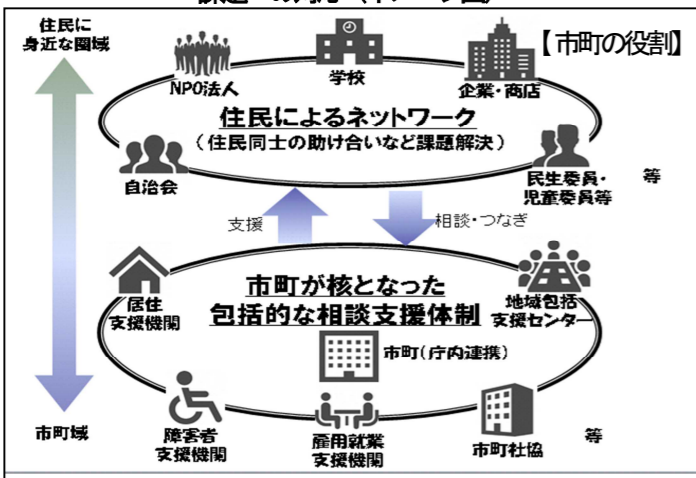 住民に
身近な圏域
【市町の役割】
NPO法人
学校
企業・商店
住民によるネットワーク
(住民同士の助け合いなど課題解決)
自治会
民生委員・
児童委員等
等
支援
相談・つなぎ
市町が核となった
包括的な相談支援体制
居住
支援機関
地域包括
支援センター
市町(庁内連携)
市町域
障害者
支援機関
雇用就業
支援機関
市町社協
等